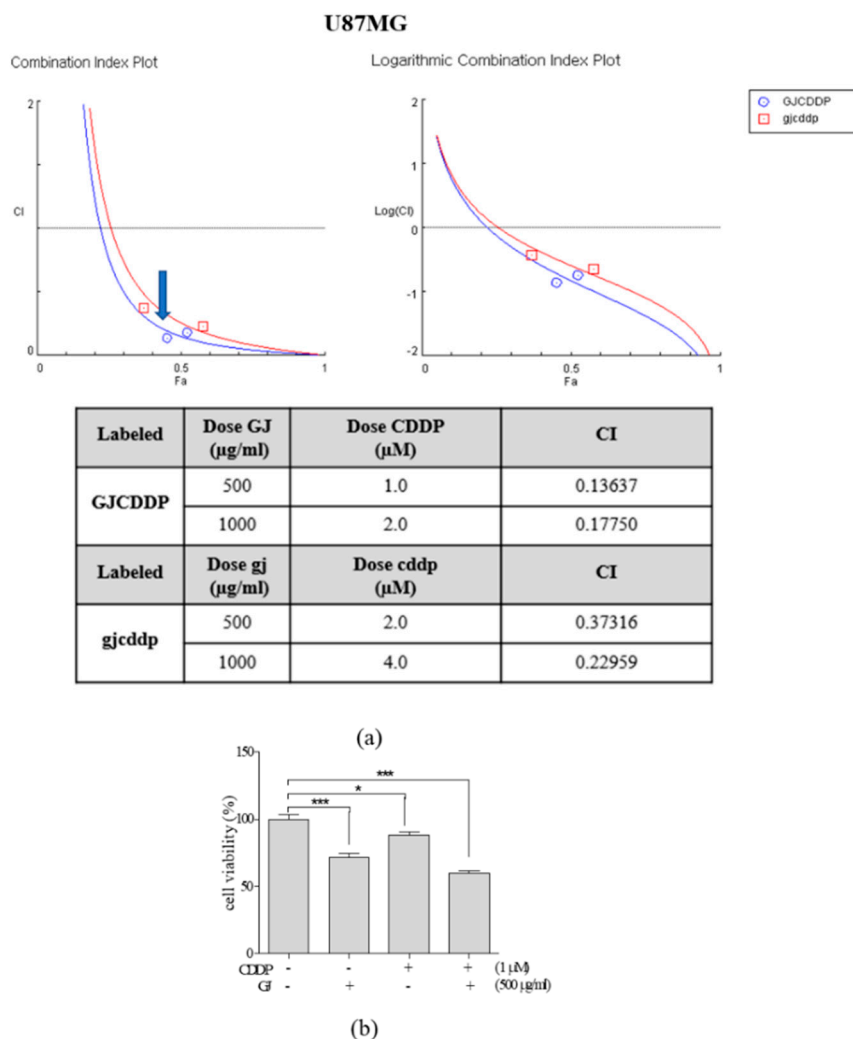 U87MG
Combination Index Plot
Logarithmic Combination Index Plot
GJCDDP
gjcddp
2
CI
0
0
0.5
1
Fa
2
1
Log(CI)
0
-1
-2
0
0.5
1
Fa
Labeled Dose GJ (µg/ml) Dose CDDP (µM) CI
GJCDDP 500 1.0 0.13637
1000 2.0 0.17750
Labeled Dose gj (µg/ml) Dose cddp (µM) CI
gjcddp 500 2.0 0.37316
1000 4.0 0.22959
(a)
150
100
50
0
cell viability (%)
***
*
***
CDDP - - + + (1 µM)
GJ - + - + (500 µg/ml)
(b)